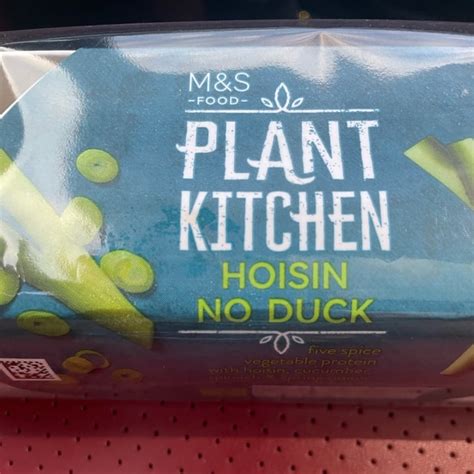 M&S
-FOOD-
PLANT
KITCHEN
HOISIN
NO DUCK
five spice
vegetable protein
with hoisin, cucumber